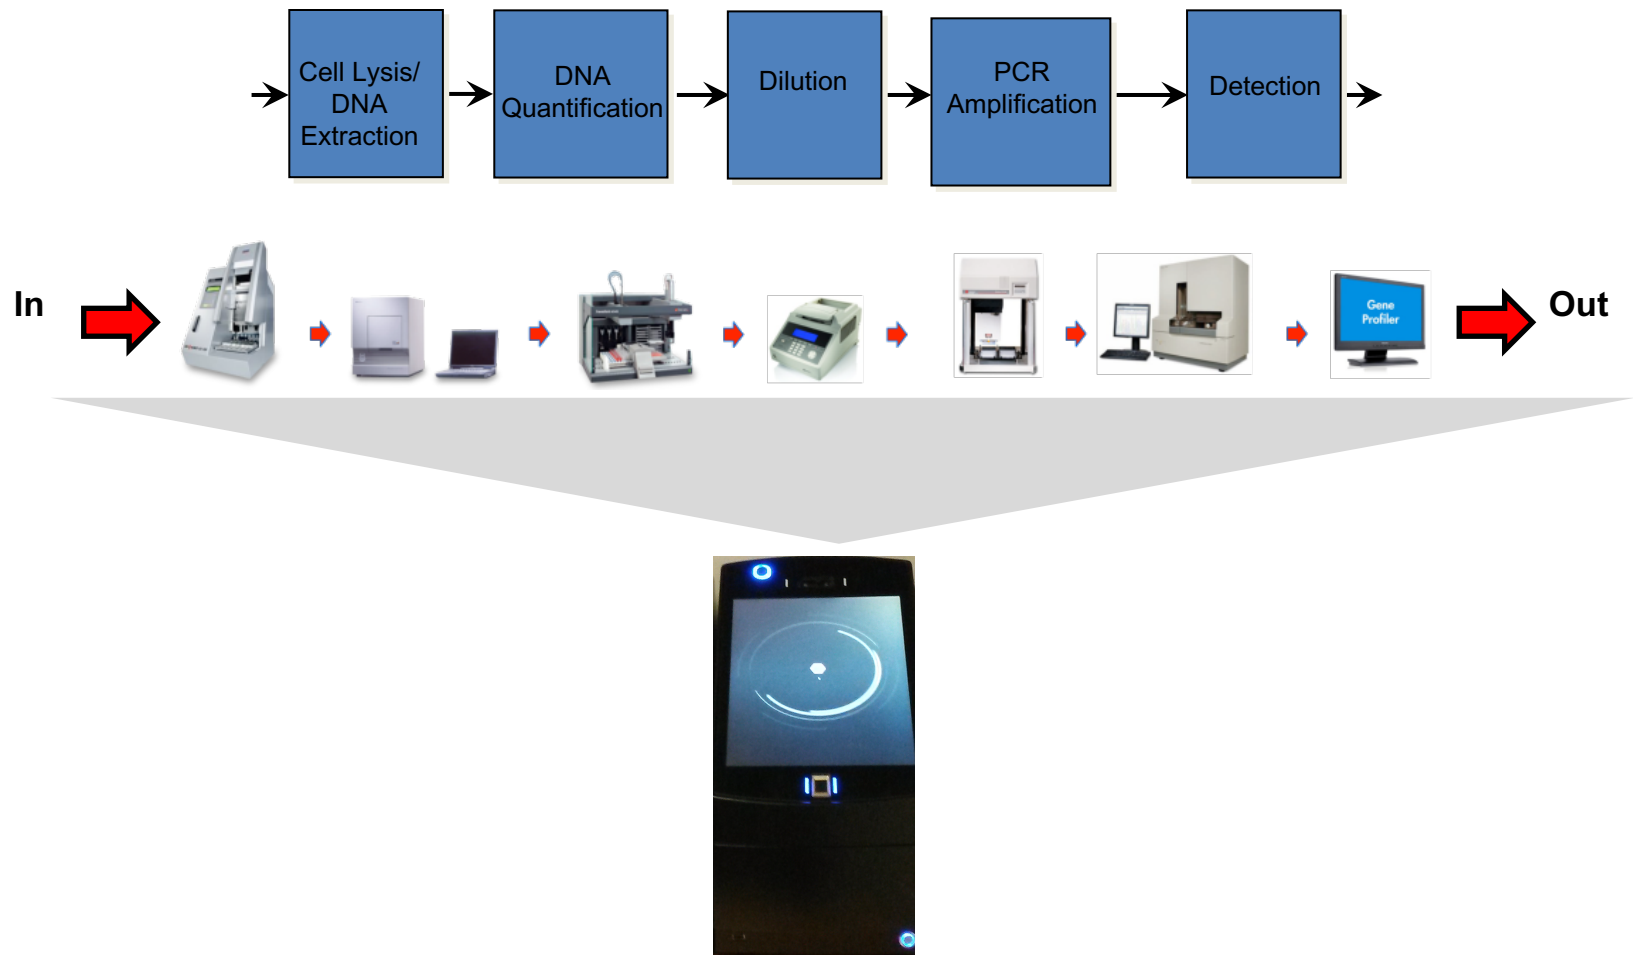 Cell Lysis/
DNA
Extraction
DNA
Quantification
Dilution
PCR
Amplification
Detection
In
Gene
Profiler
Out